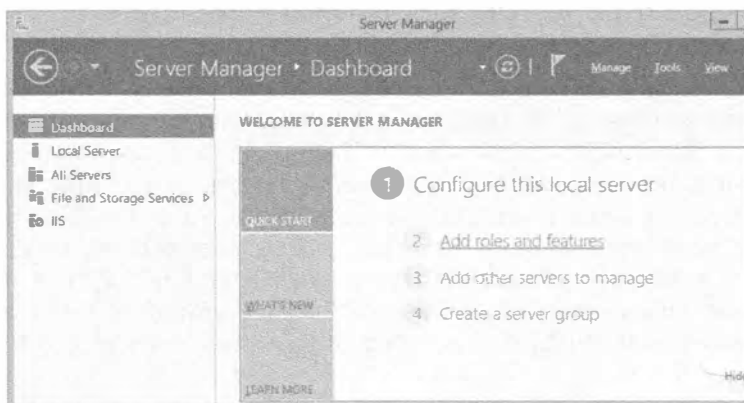 Server Manager
Server Manager • Dashboard
Manage Tools View
Dashboard
Local Server
All Servers
File and Storage Services
IIS
WELCOME TO SERVER MANAGER
QUICK START
WHAT'S NEW
LEARN MORE
1 Configure this local server
2 Add roles and features
3 Add other servers to manage
4 Create a server group